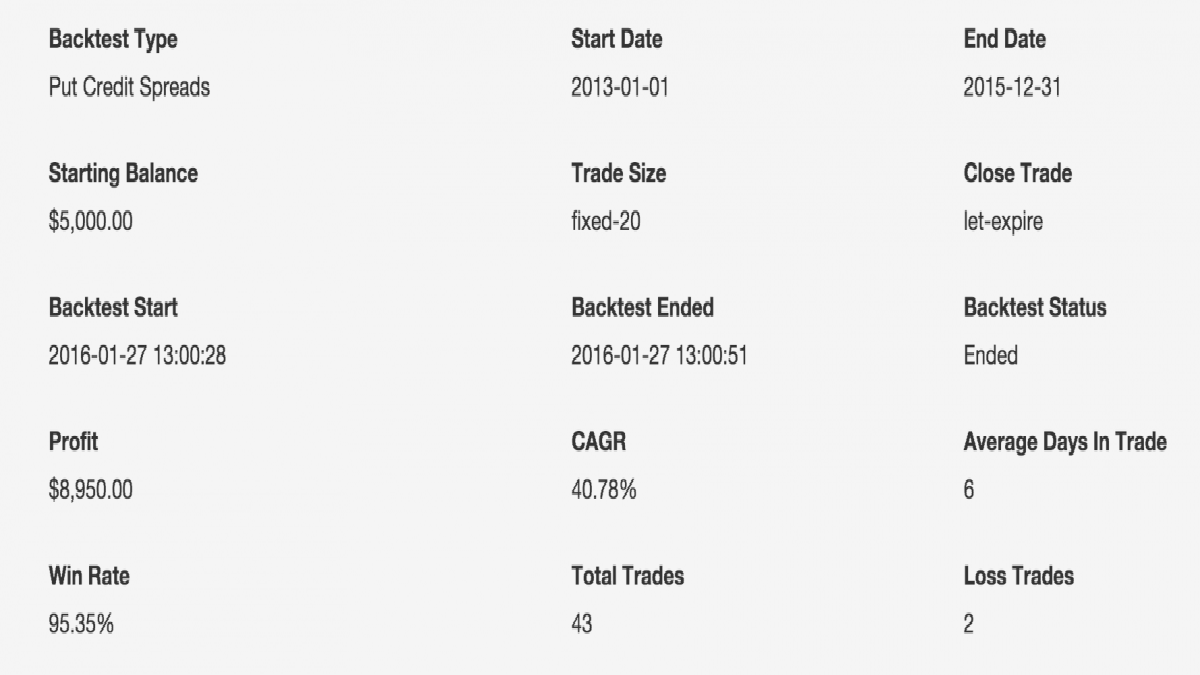 Backtest Type Start Date End Date
Put Credit Spreads 2013-01-01 2015-12-31
Starting Balance Trade Size Close Trade
$5,000.00 fixed-20 let-expire
Backtest Start Backtest Ended Backtest Status
2016-01-27 13:00:28 2016-01-27 13:00:51 Ended
Profit CAGR Average Days In Trade
$8,950.00 40.78% 6
Win Rate Total Trades Loss Trades
95.35% 43 2